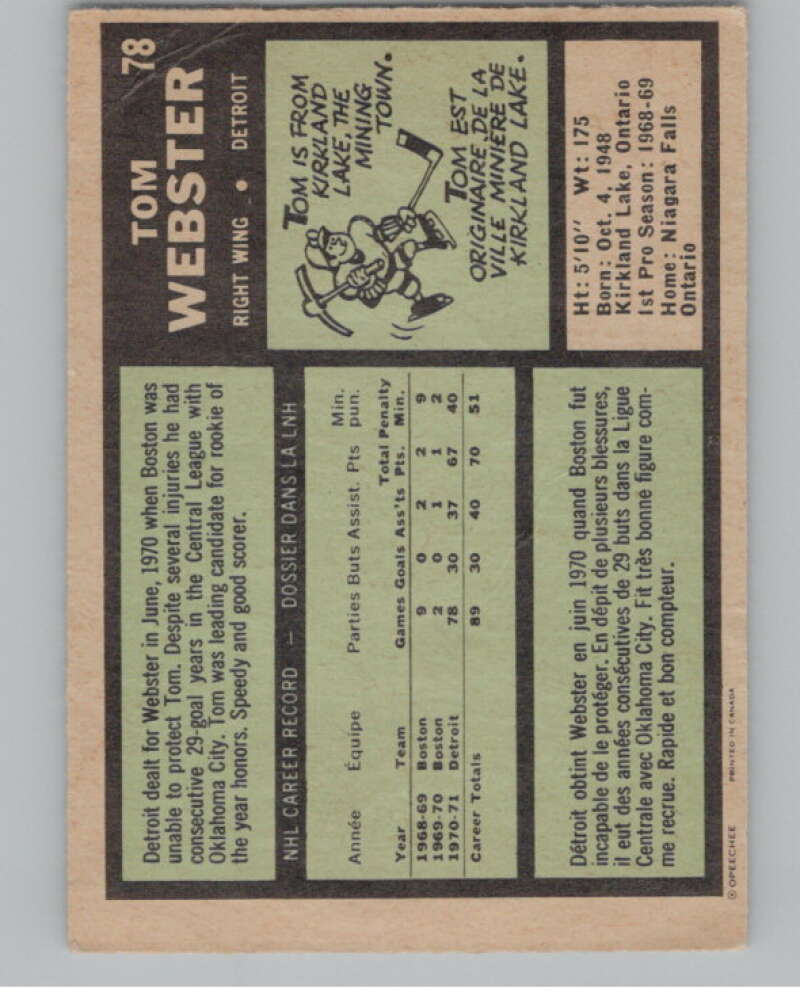 78
TOM
WEBSTER
RIGHT WING • DETROIT
Detroit dealt for Webster in June, 1970 when Boston was
unable to protect Tom. Despite several injuries he had
consecutive 29-goal years in the Central League with
Oklahoma City. Tom was leading candidate for rookie of
the year honors. Speedy and good scorer.
TOM IS FROM
KIRKLAND
LAKE, THE
MINING
TOWN.
TOM EST
ORIGINAIRE DE LA
VILLE MINIÈRE DE
KIRKLAND LAKE.
NHL CAREER RECORD — DOSSIER DANS LA LNH
Année Équipe Parties Buts Assist. Pts Min. pun.
Year Team Games Goals Ass'ts Total Pts. Penalty Min.
1968-69 Boston 9 0 2 2 9
1969-70 Boston 2 0 1 1 2
1970-71 Detroit 78 30 37 67 40
Career Totals 89 30 40 70 51
Ht: 5'10" Wt: 175
Born: Oct. 4, 1948
Kirkland Lake, Ontario
1st Pro Season: 1968-69
Home: Niagara Falls
Ontario
Détroit obtint Webster en juin 1970 quand Boston fut
incapable de le protéger. En dépit de plusieurs blessures,
il eut des années consécutives de 29 buts dans la Ligue
Centrale avec Oklahoma City. Fit très bonne figure com-
me recrue. Rapide et bon compteur.
© OPEECHEE PRINTED IN CANADA